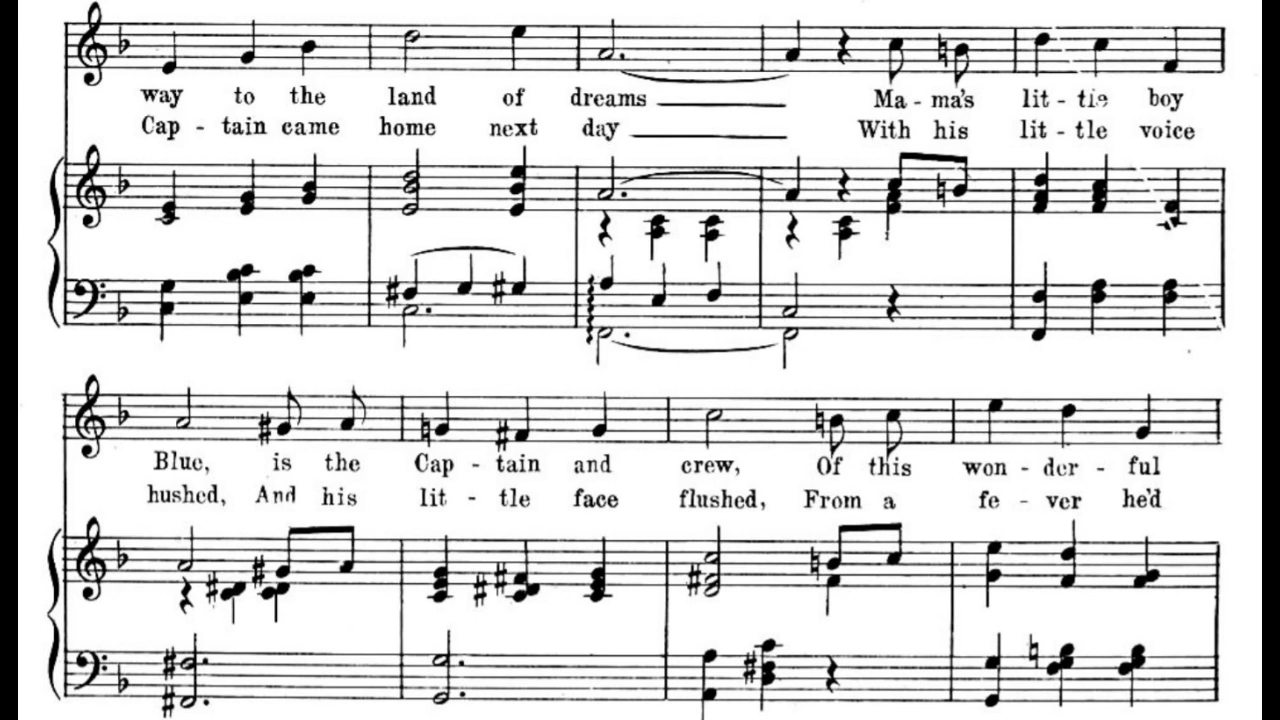 way to the land of dreams Ma - ma's lit - tle boy
Cap - tain came home next day With his lit - tle voice
Blue, is the Cap - tain and crew, Of this won - der - ful
hushed, And his lit - tle face flushed, From a fe - ver he'd